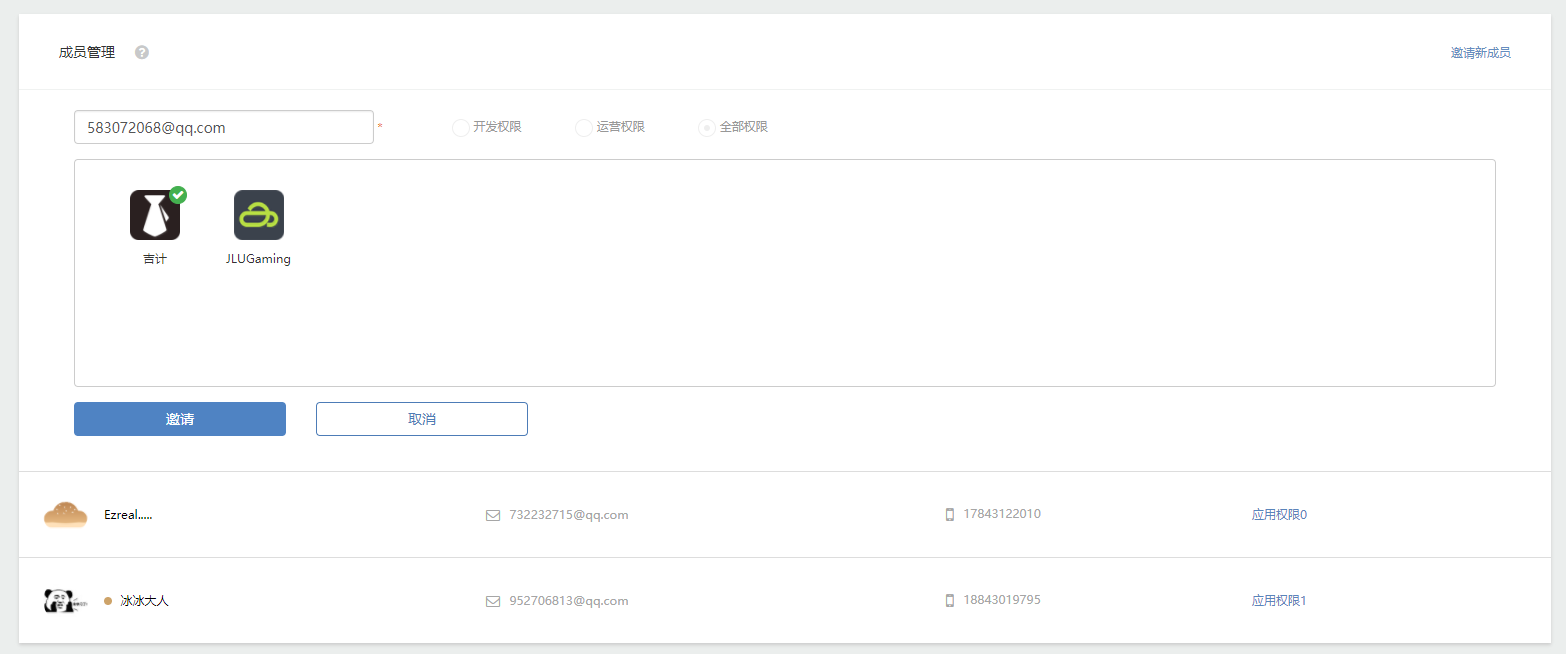 成员管理 ?
邀请新成员
583072068@qq.com *
开发权限 运营权限 全部权限
吉计 JLUGaming
邀请 取消
Ezreal..... 732232715@qq.com 17843122010 应用权限0
冰冰大人 952706813@qq.com 18843019795 应用权限1